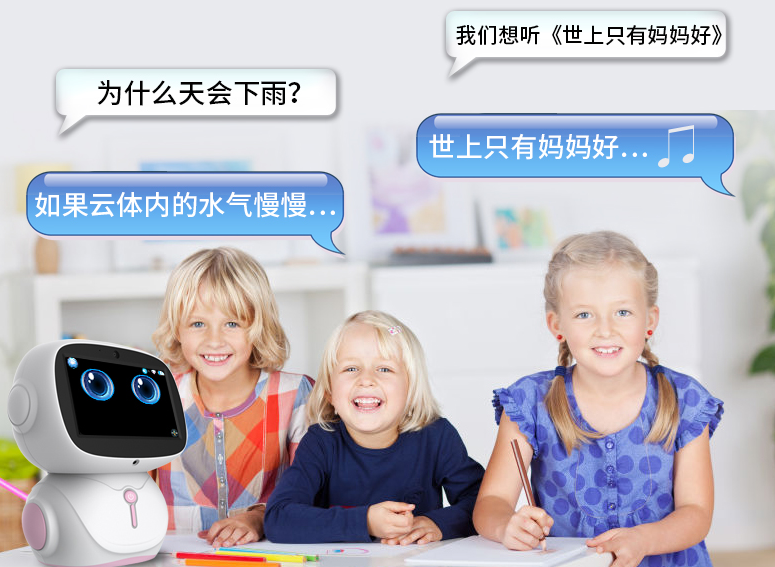 我们想听《世上只有妈妈好》
为什么天会下雨？
世上只有妈妈好...
如果云体内的水气慢慢...